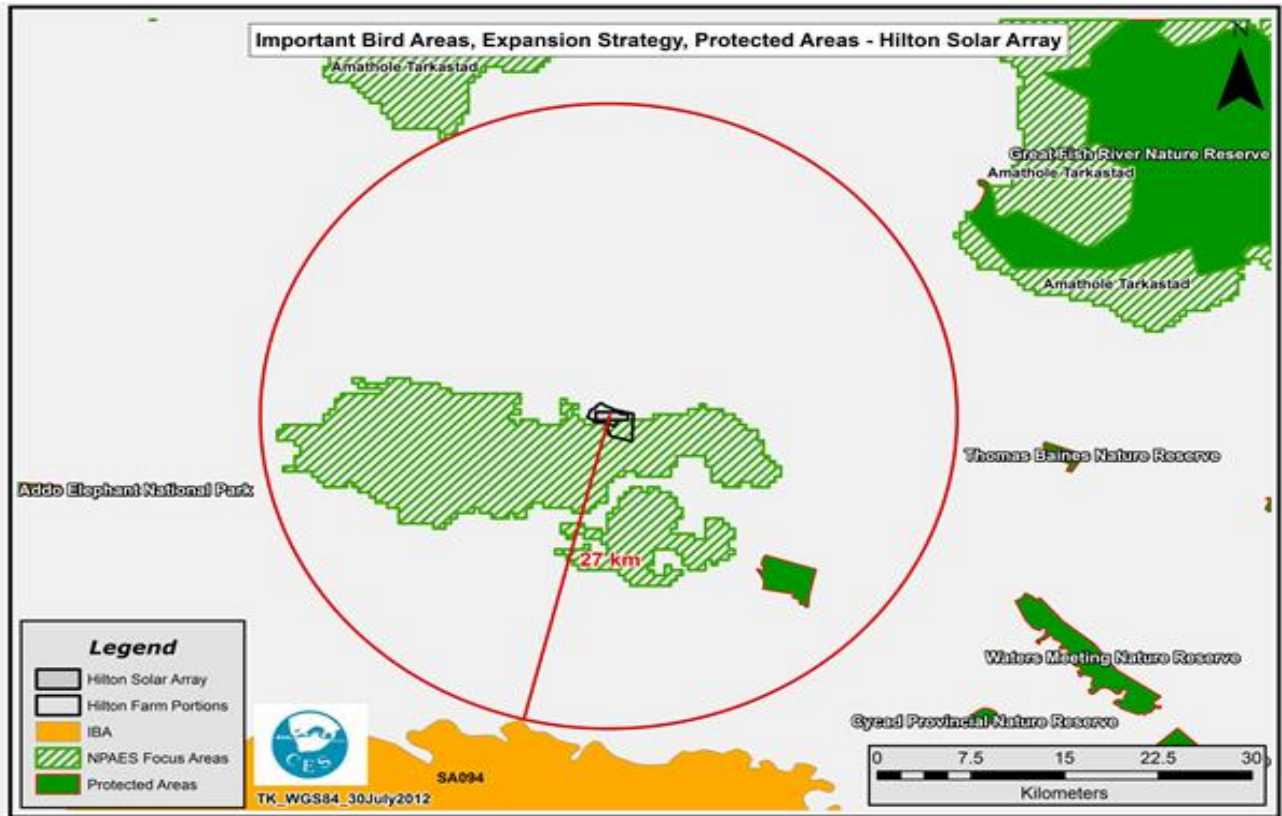 Important Bird Areas, Expansion Strategy, Protected Areas - Hilton Solar Array
N
Amathole Tarkastad
Great Fish River Nature Reserve
Amathole Tarkastad
Amathole Tarkastad
Thomas Baines Nature Reserve
Addo Elephant National Park
27 km
Waters Meeting Nature Reserve
Cycad Provincial Nature Reserve
Legend
Hilton Solar Array
Hilton Farm Portions
IBA
NPAES Focus Areas
Protected Areas
CES
TK_WGS84_30July2012
SA094
0 7.5 15 22.5 30
Kilometers